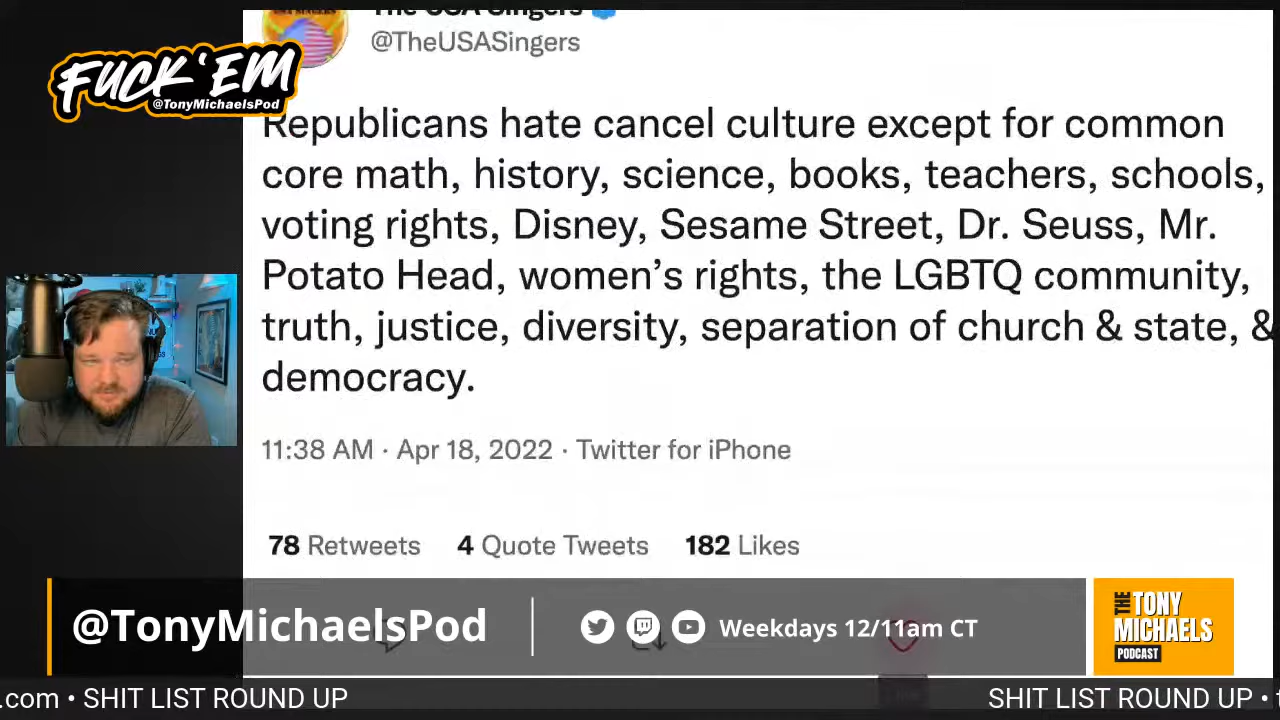 The USA Singers
@TheUSASingers
FUCK 'EM
@TonyMichaelsPod
Republicans hate cancel culture except for common
core math, history, science, books, teachers, schools,
voting rights, Disney, Sesame Street, Dr. Seuss, Mr.
Potato Head, women's rights, the LGBTQ community,
truth, justice, diversity, separation of church & state, &
democracy.
11:38 AM · Apr 18, 2022 · Twitter for iPhone
78 Retweets 4 Quote Tweets 182 Likes
@TonyMichaelsPod
Weekdays 12/11am CT
THE TONY
MICHAELS
PODCAST
.com • SHIT LIST ROUND UP
SHIT LIST ROUND UP •